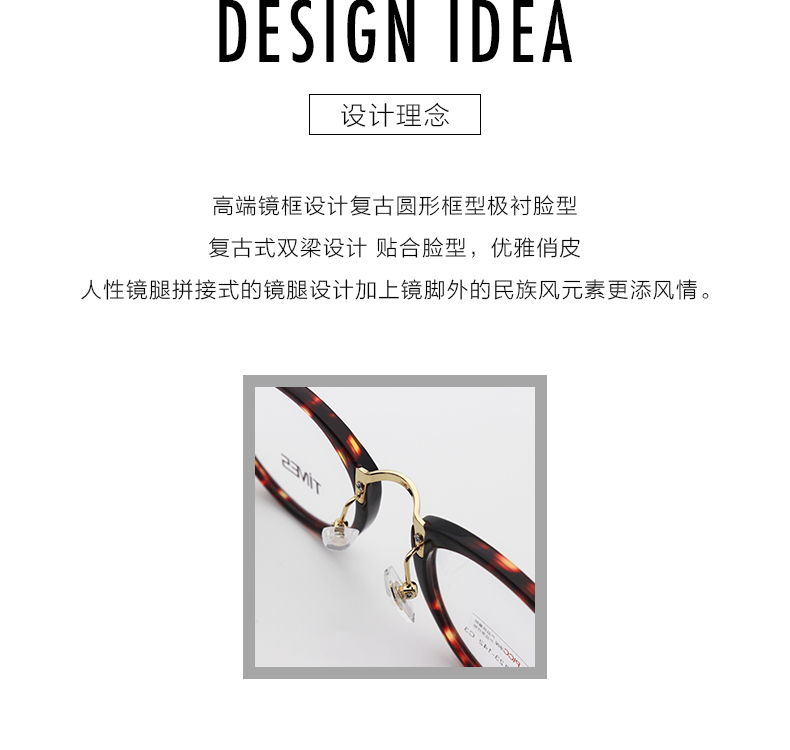 DESIGN IDEA
设计理念
高端镜框设计复古圆形框型极衬脸型
复古式双梁设计 贴合脸型，优雅俏皮
人性镜腿拼接式的镜腿设计加上镜脚外的民族风元素更添风情。
TiMES